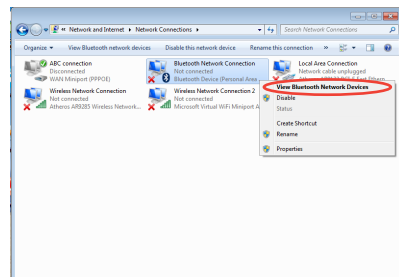 « Network and Internet ▸ Network Connections ▸
Search Network Connections
Organize
View Bluetooth network devices
Disable this network device
Rename this connection
»
ABC connection
Disconnected
WAN Miniport (PPPOE)
Bluetooth Network Connection
Not connected
Bluetooth Device (Personal Area
Local Area Connection
Network cable unplugged
Wireless Network Connection
Not connected
Atheros AR9285 Wireless Network...
Wireless Network Connection 2
Not connected
Microsoft Virtual WiFi Miniport A
View Bluetooth Network Devices
Disable
Status
Create Shortcut
Rename
Properties